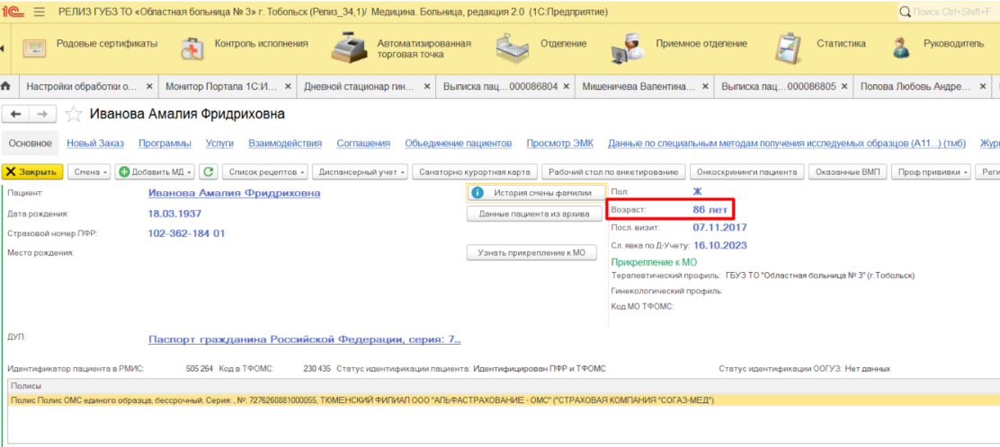 1С РЕЛИЗ ГУБЗ ТО «Областная больница № 3» г. Тобольск (Релиз_34,1)/ Медицина. Больница, редакция 2.0 (1С:Предприятие) Поиск Ctrl+Shift+F
Родовые сертификаты Контроль исполнения Автоматизированная торговая точка Отделение Приемное отделение Статистика Руководитель
Настройки обработки о... × Монитор Портала 1С:И... × Дневной стационар гин... × Выписка пац...000086804 × Мишеничева Валентина... × Выписка пац...000086805 × Попова Любовь Андре... ×
Иванова Амалия Фридриховна
Основное Новый Заказ Программы Услуги Взаимодействия Соглашения Объединение пациентов Просмотр ЭМК Данные по специальным методам получения исследуемых образцов (А11...) (тмб) Жур
Закрыть Смена Добавить МД Список рецептов Диспансерный учет Санаторно курортная карта Рабочий стол по анкетированию Онкоскрининги пациента Оказанные ВМП Проф прививки Реги
Пациент: Иванова Амалия Фридриховна История смены фамилии Пол: Ж
Дата рождения: 18.03.1937 Данные пациента из архива Возраст: 86 лет
Страховой номер ПФР: 102-362-184 01 Посл. визит: 07.11.2017
Место рождения: Узнать прикрепление к МО Сл. явка по Д-Учету: 16.10.2023
Прикрепление к МО
Терапевтический профиль: ГБУЗ ТО "Областная больница № 3" (г.Тобольск)
Гинекологический профиль:
Код МО ТФОМС:
ДУЛ: Паспорт гражданина Российской Федерации, серия: 7...
Идентификатор пациента в РМИС: 505 264 Код в ТФОМС: 230 435 Статус идентификации пациента: Идентифицирован ПФР и ТФОМС Статус идентификации ООГУЗ: Нет данных
Полисы
Полис Полис ОМС единого образца, бессрочный. Серия: , №: 7276260881000055, ТЮМЕНСКИЙ ФИЛИАЛ ООО "АЛЬФАСТРАХОВАНИЕ - ОМС" ("СТРАХОВАЯ КОМПАНИЯ "СОГАЗ-МЕД")